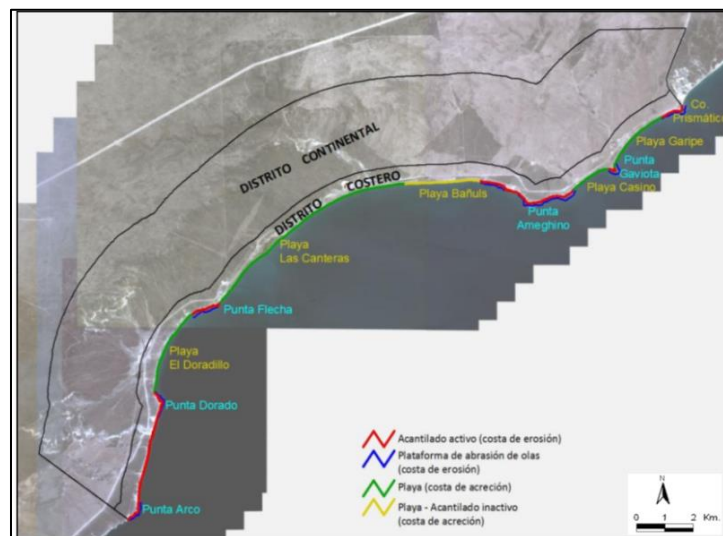 DISTRITO CONTINENTAL
DISTRITO COSTERO
Co.
Prismático
Playa Garipe
Punta
Gaviota
Playa Casino
Playa Bañuls
Punta
Ameghino
Playa
Las Canteras
Punta Flecha
Playa
El Doradillo
Punta Dorado
Punta Arco
Acantilado activo (costa de erosión)
Plataforma de abrasión de olas
(costa de erosión)
Playa (costa de acreción)
Playa - Acantilado inactivo
(costa de acreción)
N
0 1 2 Km.